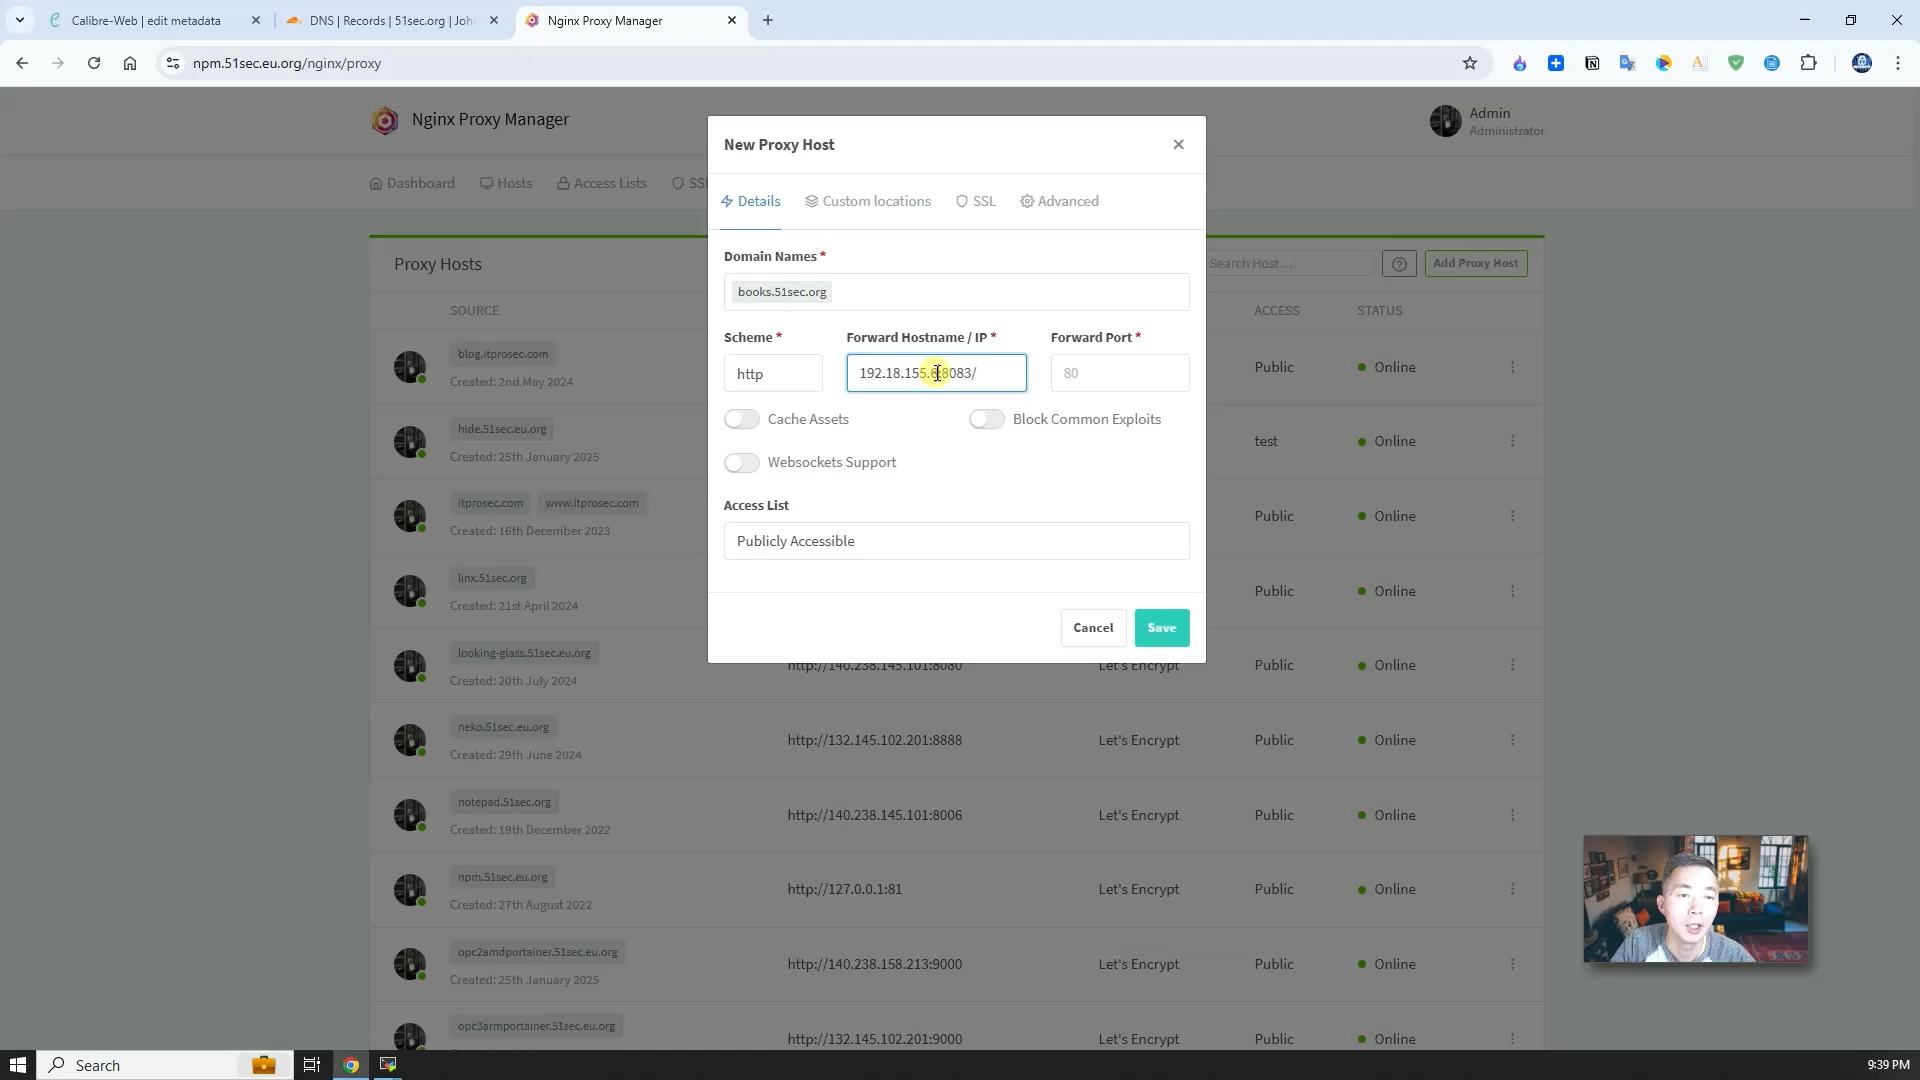 Calibre-Web | edit metadata
DNS | Records | 51sec.org | Joh
Nginx Proxy Manager
npm.51sec.eu.org/nginx/proxy
Nginx Proxy Manager
Admin
Administrator
Dashboard
Hosts
Access Lists
Proxy Hosts
Search Host...
Add Proxy Host
SOURCE
ACCESS
STATUS
blog.itprosec.com
Created: 2nd May 2024
Public
Online
hide.51sec.eu.org
Created: 25th January 2025
test
Online
itprosec.com www.itprosec.com
Created: 16th December 2023
Public
Online
linx.51sec.org
Created: 21st April 2024
Public
Online
looking-glass.51sec.eu.org
Created: 20th July 2024
http://140.238.145.101:8080
Let's Encrypt
Public
Online
neko.51sec.eu.org
Created: 29th June 2024
http://132.145.102.201:8888
Let's Encrypt
Public
Online
notepad.51sec.org
Created: 19th December 2022
http://140.238.145.101:8006
Let's Encrypt
Public
Online
npm.51sec.eu.org
Created: 27th August 2022
http://127.0.0.1:81
Let's Encrypt
Public
Online
opc2amdportainer.51sec.eu.org
Created: 25th January 2025
http://140.238.158.213:9000
Let's Encrypt
Public
Online
opc3armportainer.51sec.eu.org
http://132.145.102.201:9000
Let's Encrypt
Public
Online
New Proxy Host
Details
Custom locations
SSL
Advanced
Domain Names *
books.51sec.org
Scheme *
Forward Hostname / IP *
Forward Port *
http
80
Cache Assets
Block Common Exploits
Websockets Support
Access List
Publicly Accessible
Cancel
Save
Search
9:39 PM